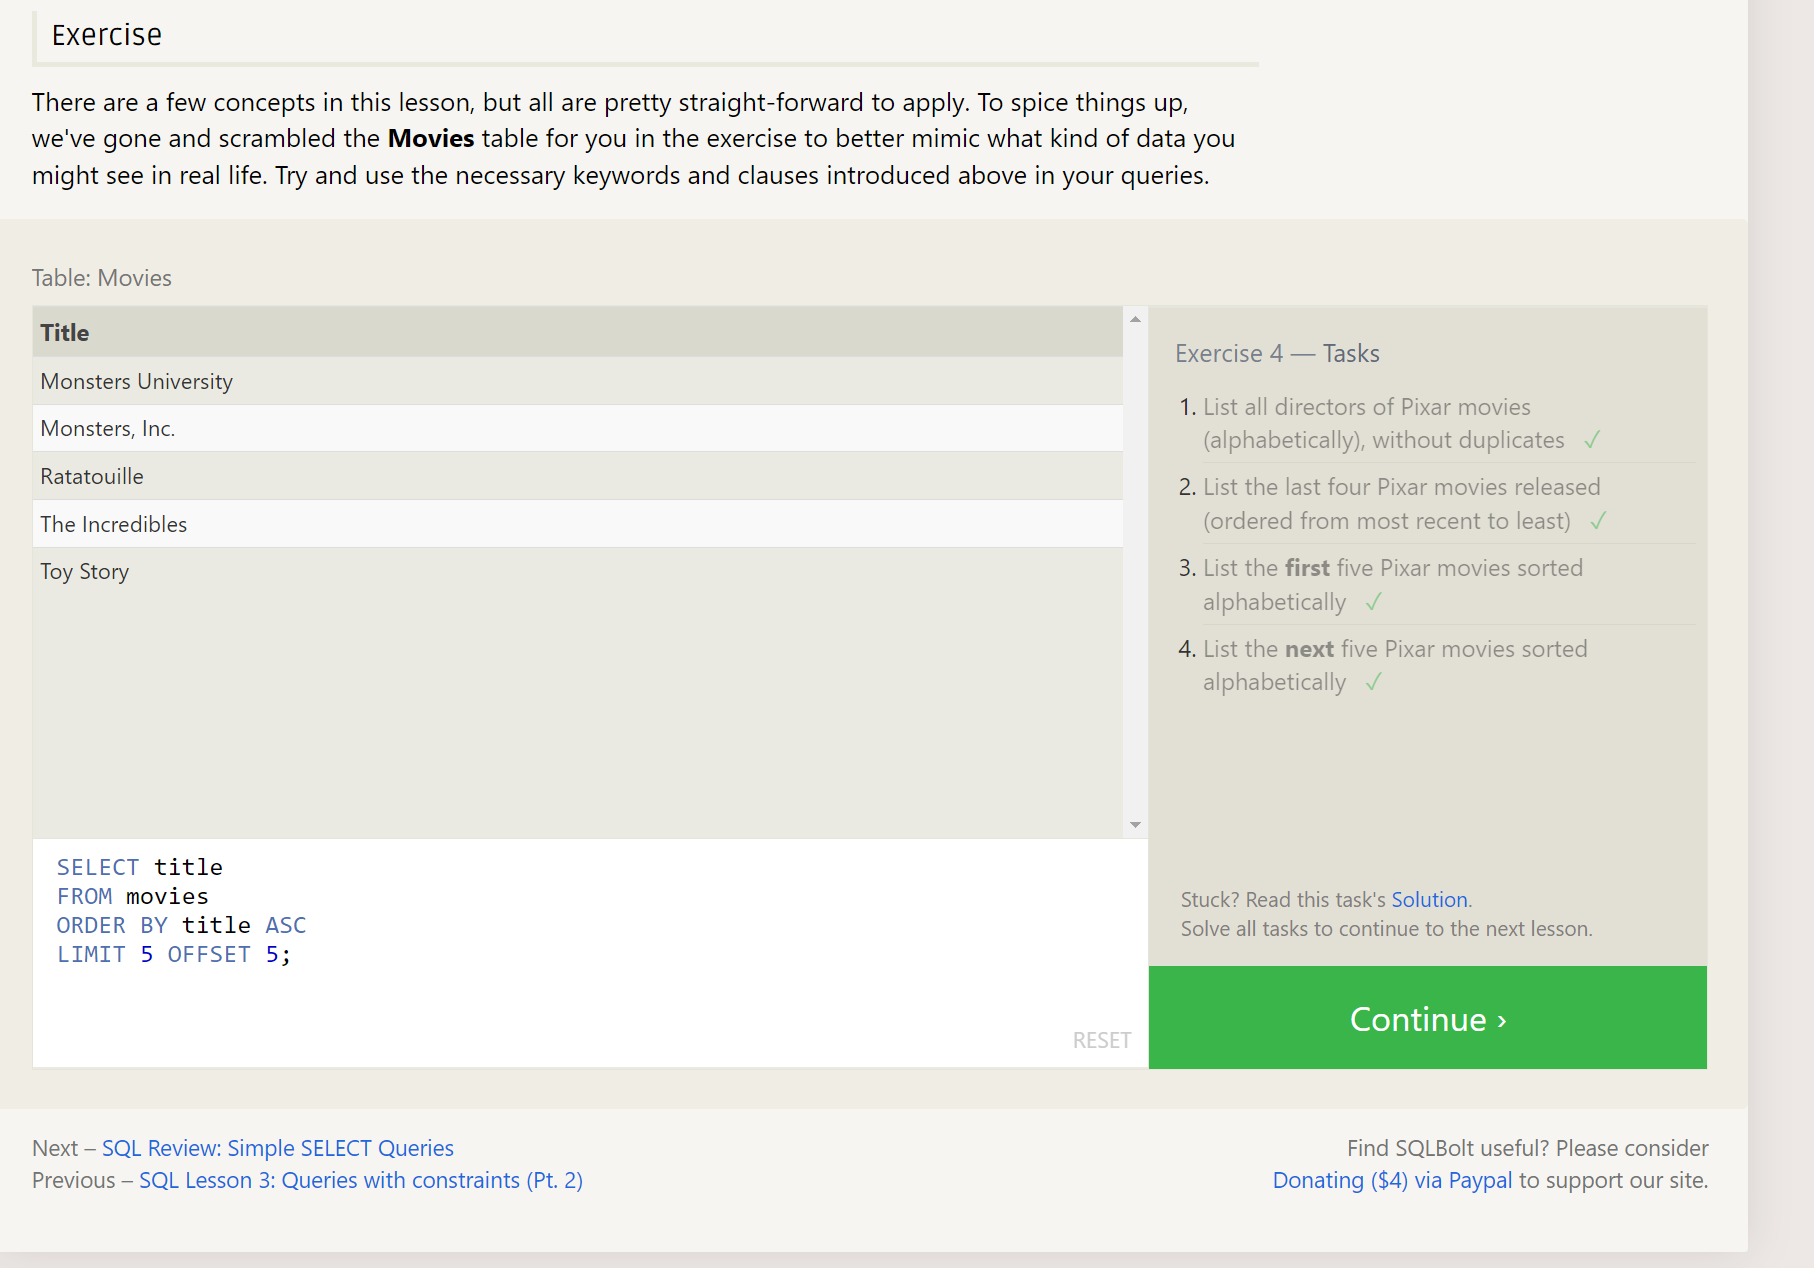 Exercise
There are a few concepts in this lesson, but all are pretty straight-forward to apply. To spice things up,
we've gone and scrambled the Movies table for you in the exercise to better mimic what kind of data you
might see in real life. Try and use the necessary keywords and clauses introduced above in your queries.
Table: Movies
Title
Monsters University
Monsters, Inc.
Ratatouille
The Incredibles
Toy Story
SELECT title
FROM movies
ORDER BY title ASC
LIMIT 5 OFFSET 5;
RESET
Exercise 4 — Tasks
1. List all directors of Pixar movies
(alphabetically), without duplicates ✓
2. List the last four Pixar movies released
(ordered from most recent to least) ✓
3. List the first five Pixar movies sorted
alphabetically ✓
4. List the next five Pixar movies sorted
alphabetically ✓
Stuck? Read this task's Solution.
Solve all tasks to continue to the next lesson.
Continue ›
Next – SQL Review: Simple SELECT Queries
Previous – SQL Lesson 3: Queries with constraints (Pt. 2)
Find SQLBolt useful? Please consider
Donating ($4) via Paypal to support our site.